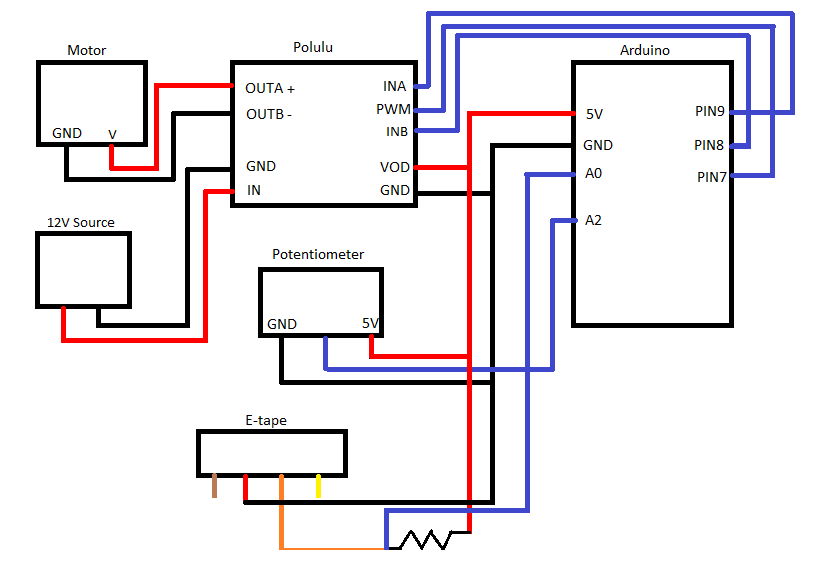 Motor
Polulu
Arduino
GND
V
OUTA +
OUTB -
GND
IN
INA
PWM
INB
VOD
GND
5V
GND
A0
A2
PIN9
PIN8
PIN7
12V Source
Potentiometer
GND
5V
E-tape